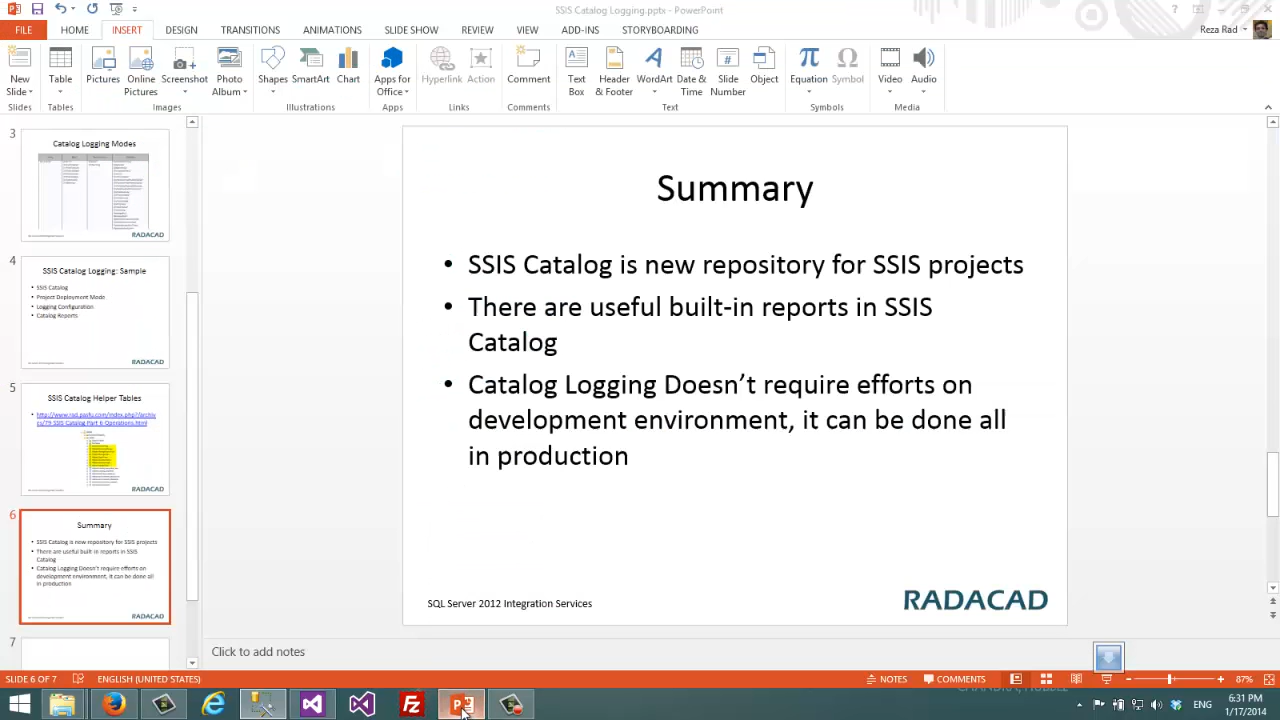 SSIS Catalog Logging.pptx - PowerPoint
FILE HOME INSERT DESIGN TRANSITIONS ANIMATIONS SLIDE SHOW REVIEW VIEW ADD-INS STORYBOARDING
Reza Rad
New Slide
Table
Pictures
Online Pictures
Screenshot
Photo Album
Shapes
SmartArt
Chart
Apps for Office
Hyperlink
Action
Comment
Text Box
Header & Footer
WordArt
Date & Time
Slide Number
Object
Equation
Symbol
Video
Audio
Slides Tables Images Illustrations Apps Links Comments Text Symbols Media
3
Catalog Logging Modes
RADACAD
4
SSIS Catalog Logging: Sample
• SSIS Catalog
• Project Deployment Mode
• Logging Configuration
• Catalog Reports
RADACAD
5
SSIS Catalog Helper Tables
RADACAD
6
Summary
• SSIS Catalog is new repository for SSIS projects
• There are useful built-in reports in SSIS
Catalog
• Catalog Logging Doesn't require efforts on
development environment, it can be done all
in production
RADACAD
7
Summary
• SSIS Catalog is new repository for SSIS projects
• There are useful built-in reports in SSIS
Catalog
• Catalog Logging Doesn’t require efforts on
development environment, it can be done all
in production
SQL Server 2012 Integration Services
RADACAD
Click to add notes
SLIDE 6 OF 7 ENGLISH (UNITED STATES) NOTES COMMENTS 87%
6:31 PM
1/17/2014